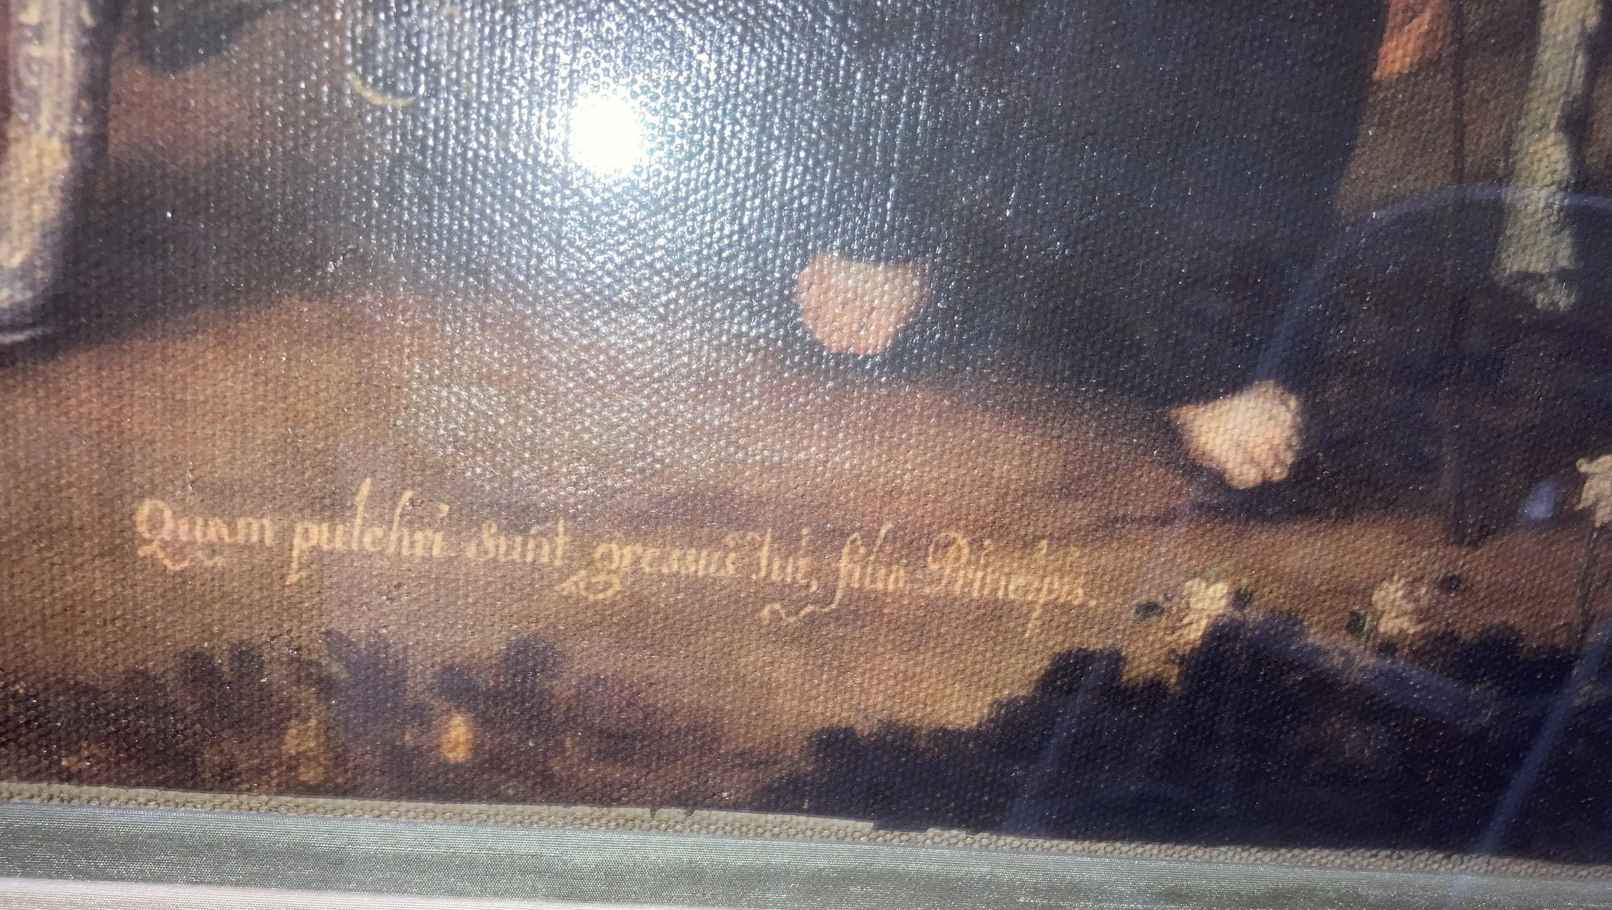 Quam pulchri sunt gressus tui, filia Principis.